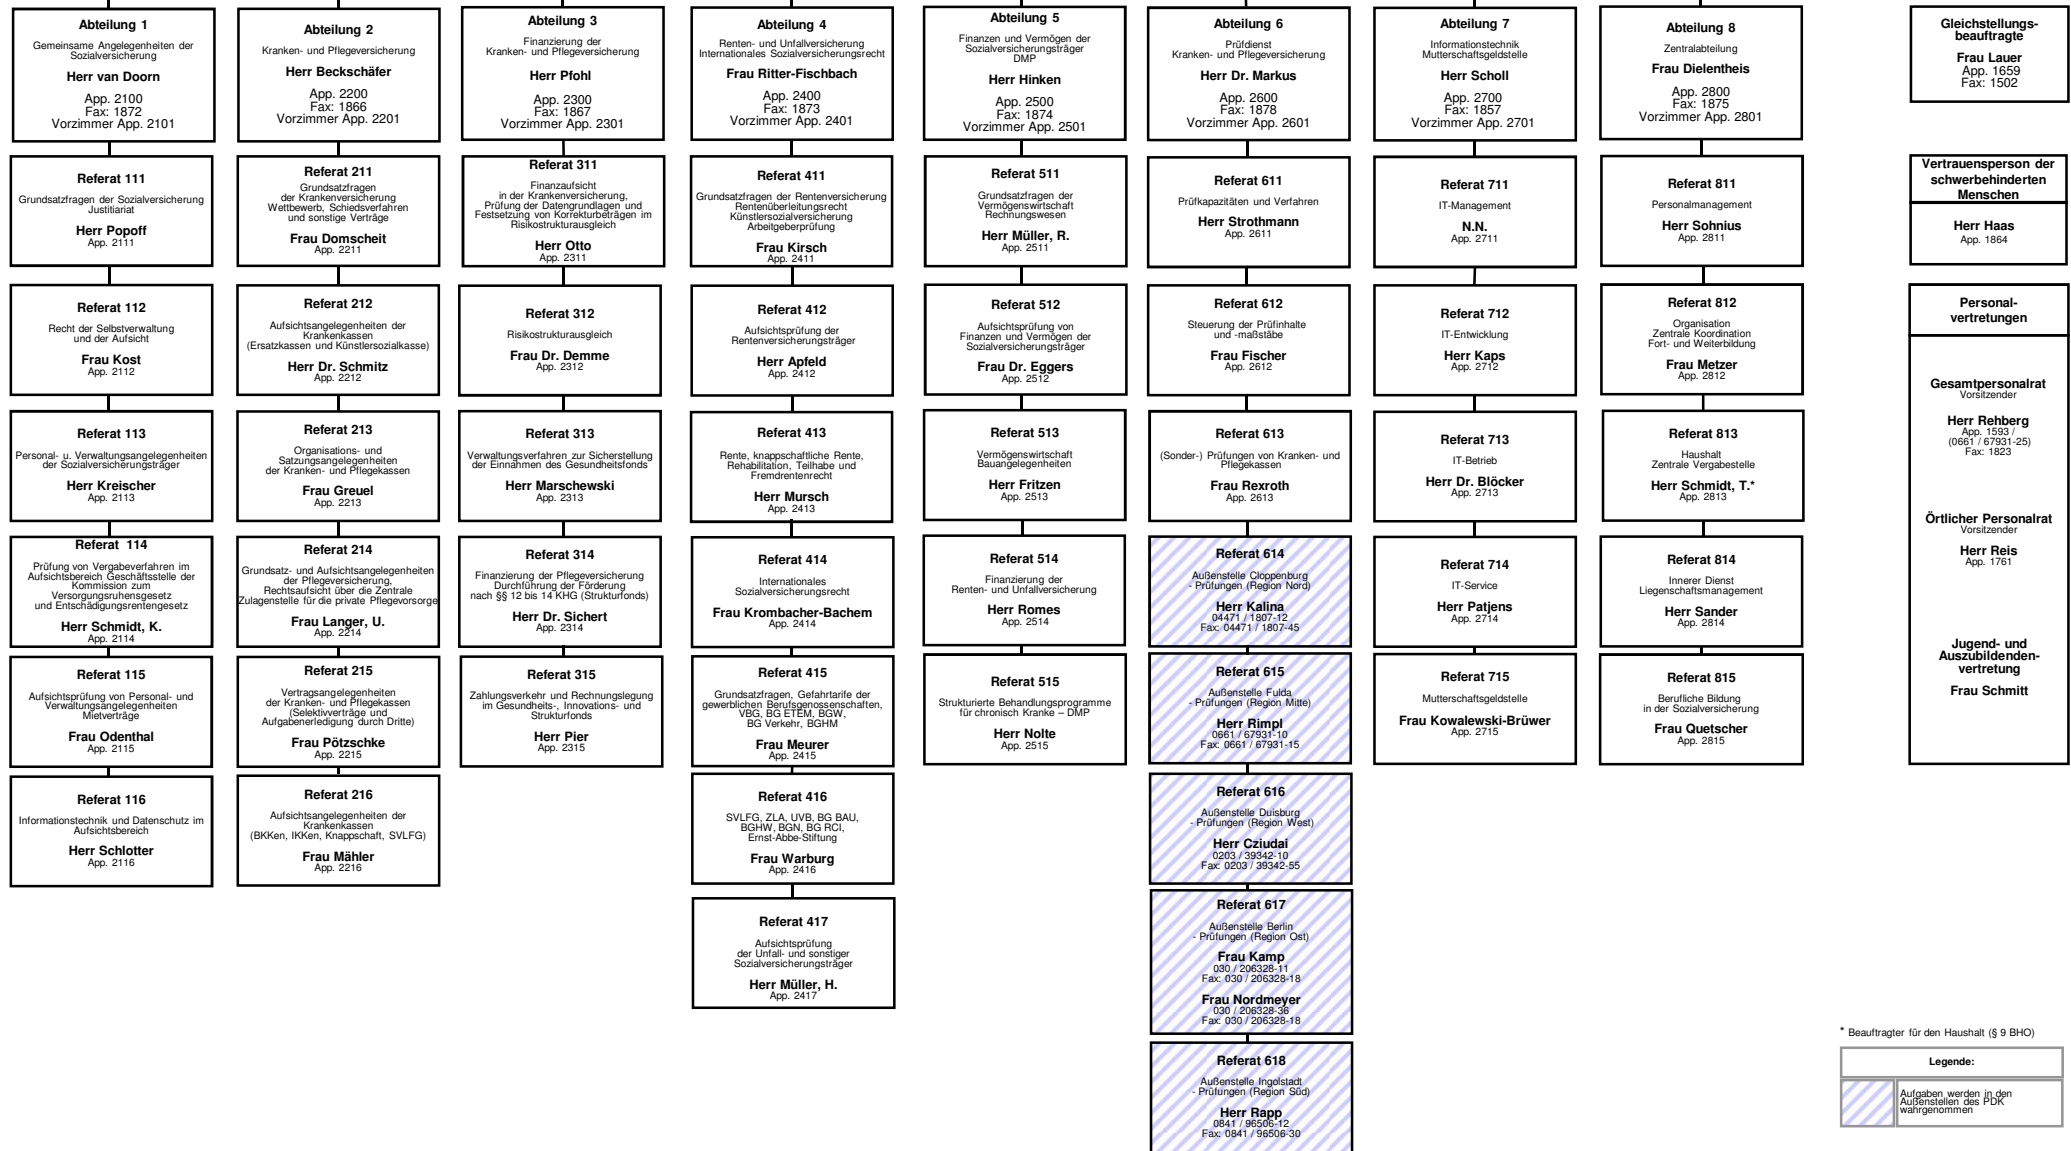 Abteilung 1
Gemeinsame Angelegenheiten der
Sozialversicherung
Herr van Doorn
App. 2100
Fax: 1872
Vorzimmer App. 2101
Referat 111
Grundsatzfragen der Sozialversicherung
Justitiariat
Herr Popoff
App. 2111
Referat 112
Recht der Selbstverwaltung
und der Aufsicht
Frau Kost
App. 2112
Referat 113
Personal- u. Verwaltungsangelegenheiten
der Sozialversicherungsträger
Herr Kreischer
App. 2113
Referat 114
Prüfung von Vergabeverfahren im
Aufsichtsbereich Geschäftsstelle der
Kommission zum
Versorgungsruhensgesetz
und Entschädigungsrentengesetz
Herr Schmidt, K.
App. 2114
Referat 115
Aufsichtsprüfung von Personal- und
Verwaltungsangelegenheiten
Mietverträge
Frau Odenthal
App. 2115
Referat 116
Informationstechnik und Datenschutz im
Aufsichtsbereich
Herr Schlotter
App. 2116
Abteilung 2
Kranken- und Pflegeversicherung
Herr Beckschäfer
App. 2200
Fax: 1866
Vorzimmer App. 2201
Referat 211
Grundsatzfragen
der Krankenversicherung
Wettbewerb, Schiedsverfahren
und sonstige Verträge
Frau Domscheit
App. 2211
Referat 212
Aufsichtsangelegenheiten der
Krankenkassen
(Ersatzkassen und Künstlersozialkasse)
Herr Dr. Schmitz
App. 2212
Referat 213
Organisations- und
Satzungsangelegenheiten
der Kranken- und Pflegekassen
Frau Greuel
App. 2213
Referat 214
Grundsatz- und Aufsichtsangelegenheiten
der Pflegeversicherung,
Rechtsaufsicht über die Zentrale
Zulagenstelle für die private Pflegevorsorge
Frau Langer, U.
App. 2214
Referat 215
Vertragsangelegenheiten
der Kranken- und Pflegekassen
(Selektivverträge und
Aufgabenerledigung durch Dritte)
Frau Pötzschke
App. 2215
Referat 216
Aufsichtsangelegenheiten der
Krankenkassen
(BKKen, IKKen, Knappschaft, SVLFG)
Frau Mähler
App. 2216
Abteilung 3
Finanzierung der
Kranken- und Pflegeversicherung
Herr Pfohl
App. 2300
Fax: 1867
Vorzimmer App. 2301
Referat 311
Finanzaufsicht
in der Krankenversicherung,
Prüfung der Datengrundlagen und
Festsetzung von Korrekturbeträgen im
Risikostrukturausgleich
Herr Otto
App. 2311
Referat 312
Risikostrukturausgleich
Frau Dr. Demme
App. 2312
Referat 313
Verwaltungsverfahren zur Sicherstellung
der Einnahmen des Gesundheitsfonds
Herr Marschewski
App. 2313
Referat 314
Finanzierung der Pflegeversicherung
Durchführung der Förderung
nach §§ 12 bis 14 KHG (Strukturfonds)
Herr Dr. Sichert
App. 2314
Referat 315
Zahlungsverkehr und Rechnungslegung
im Gesundheits-, Innovations- und
Strukturfonds
Herr Pier
App. 2315
Abteilung 4
Renten- und Unfallversicherung
Internationales Sozialversicherungsrecht
Frau Ritter-Fischbach
App. 2400
Fax: 1873
Vorzimmer App. 2401
Referat 411
Grundsatzfragen der Rentenversicherung
Rentenüberleitungsrecht
Künstlersozialversicherung
Arbeitgeberprüfung
Frau Kirsch
App. 2411
Referat 412
Aufsichtsprüfung der
Rentenversicherungsträger
Herr Apfeld
App. 2412
Referat 413
Rente, knappschaftliche Rente,
Rehabilitation, Teilhabe und
Fremdrentenrecht
Herr Mursch
App. 2413
Referat 414
Internationales
Sozialversicherungsrecht
Frau Krombacher-Bachem
App. 2414
Referat 415
Grundsatzfragen, Gefahrtarife der
gewerblichen Berufsgenossenschaften,
VBG, BG ETEM, BGW,
BG Verkehr, BGHM
Frau Meurer
App. 2415
Referat 416
SVLFG, ZLA, UVB, BG BAU,
BGHW, BGN, BG RCI,
Ernst-Abbe-Stiftung
Frau Warburg
App. 2416
Referat 417
Aufsichtsprüfung
der Unfall- und sonstiger
Sozialversicherungsträger
Herr Müller, H.
App. 2417
Abteilung 5
Finanzen und Vermögen der
Sozialversicherungsträger
DMP
Herr Hinken
App. 2500
Fax: 1874
Vorzimmer App. 2501
Referat 511
Grundsatzfragen der
Vermögenswirtschaft
Rechnungswesen
Herr Müller, R.
App. 2511
Referat 512
Aufsichtsprüfung von
Finanzen und Vermögen der
Sozialversicherungsträger
Frau Dr. Eggers
App. 2512
Referat 513
Vermögenswirtschaft
Bauangelegenheiten
Herr Fritzen
App. 2513
Referat 514
Finanzierung der
Renten- und Unfallversicherung
Herr Romes
App. 2514
Referat 515
Strukturierte Behandlungsprogramme
für chronisch Kranke – DMP
Herr Nolte
App. 2515
Abteilung 6
Prüfdienst
Kranken- und Pflegeversicherung
Herr Dr. Markus
App. 2600
Fax: 1878
Vorzimmer App. 2601
Referat 611
Prüfkapazitäten und Verfahren
Herr Strothmann
App. 2611
Referat 612
Steuerung der Prüfinhalte
und -maßstäbe
Frau Fischer
App. 2612
Referat 613
(Sonder-) Prüfungen von Kranken- und
Pflegekassen
Frau Rexroth
App. 2613
Referat 614
Außenstelle Cloppenburg
- Prüfungen (Region Nord)
Herr Kalina
04471 / 1807-12
Fax: 04471 / 1807-45
Referat 615
Außenstelle Fulda
- Prüfungen (Region Mitte)
Herr Rimpl
0661 / 67931-10
Fax: 0661 / 67931-15
Referat 616
Außenstelle Duisburg
- Prüfungen (Region West)
Herr Cziudai
0203 / 39342-10
Fax: 0203 / 39342-55
Referat 617
Außenstelle Berlin
- Prüfungen (Region Ost)
Frau Kamp
030 / 206328-11
Fax: 030 / 206328-18
Frau Nordmeyer
030 / 206328-36
Fax: 030 / 206328-18
Referat 618
Außenstelle Ingolstadt
- Prüfungen (Region Süd)
Herr Rapp
0841 / 96506-12
Fax: 0841 / 96506-30
Abteilung 7
Informationstechnik
Mutterschaftsgeldstelle
Herr Scholl
App. 2700
Fax: 1857
Vorzimmer App. 2701
Referat 711
IT-Management
N.N.
App. 2711
Referat 712
IT-Entwicklung
Herr Kaps
App. 2712
Referat 713
IT-Betrieb
Herr Dr. Blöcker
App. 2713
Referat 714
IT-Service
Herr Patjens
App. 2714
Referat 715
Mutterschaftsgeldstelle
Frau Kowalewski-Brüwer
App. 2715
Abteilung 8
Zentralabteilung
Frau Dielentheis
App. 2800
Fax: 1875
Vorzimmer App. 2801
Referat 811
Personalmanagement
Herr Sohnius
App. 2811
Referat 812
Organisation
Zentrale Koordination
Fort- und Weiterbildung
Frau Metzer
App. 2812
Referat 813
Haushalt
Zentrale Vergabestelle
Herr Schmidt, T.*
App. 2813
Referat 814
Innerer Dienst
Liegenschaftsmanagement
Herr Sander
App. 2814
Referat 815
Berufliche Bildung
in der Sozialversicherung
Frau Quetscher
App. 2815
Gleichstellungs-
beauftragte
Frau Lauer
App. 1659
Fax: 1502
Vertrauensperson der
schwerbehinderten
Menschen
Herr Haas
App. 1864
Personal-
vertretungen
Gesamtpersonalrat
Vorsitzender
Herr Rehberg
App. 1593 /
(0661 / 67931-25)
Fax: 1823
Örtlicher Personalrat
Vorsitzender
Herr Reis
App. 1761
Jugend- und
Auszubildenden-
vertretung
Frau Schmitt
* Beauftragter für den Haushalt (§ 9 BHO)
Legende:
Aufgaben werden in den
Außenstellen des PDK
wahrgenommen